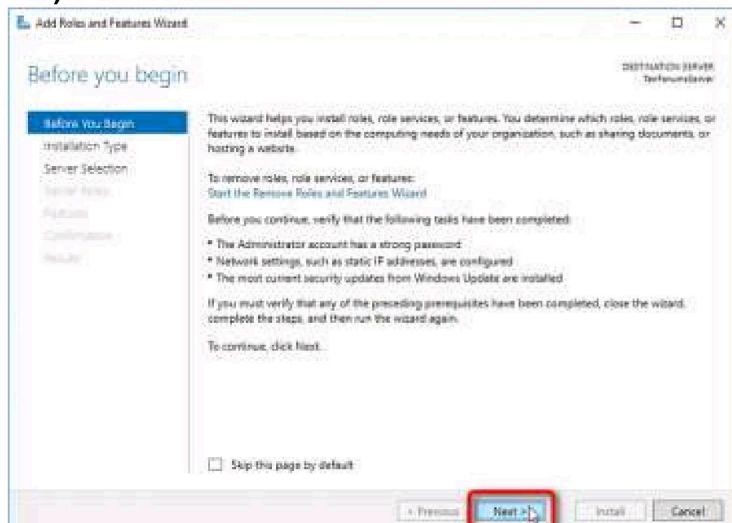 Add Roles and Features Wizard
Before you begin
DESTINATION SERVER
Before You Begin
Installation Type
Server Selection
Server Roles
Features
Confirmation
Results
This wizard helps you install roles, role services, or features. You determine which roles, role services, or
features to install based on the computing needs of your organization, such as sharing documents, or
hosting a website.
To remove roles, role services, or features:
Start the Remove Roles and Features Wizard
Before you continue, verify that the following tasks have been completed:
• The Administrator account has a strong password
• Network settings, such as static IP addresses, are configured
• The most current security updates from Windows Update are installed
If you must verify that any of the preceding prerequisites have been completed, close the wizard,
complete the steps, and then run the wizard again.
To continue, click Next.
Skip this page by default
< Previous
Next >
Install
Cancel